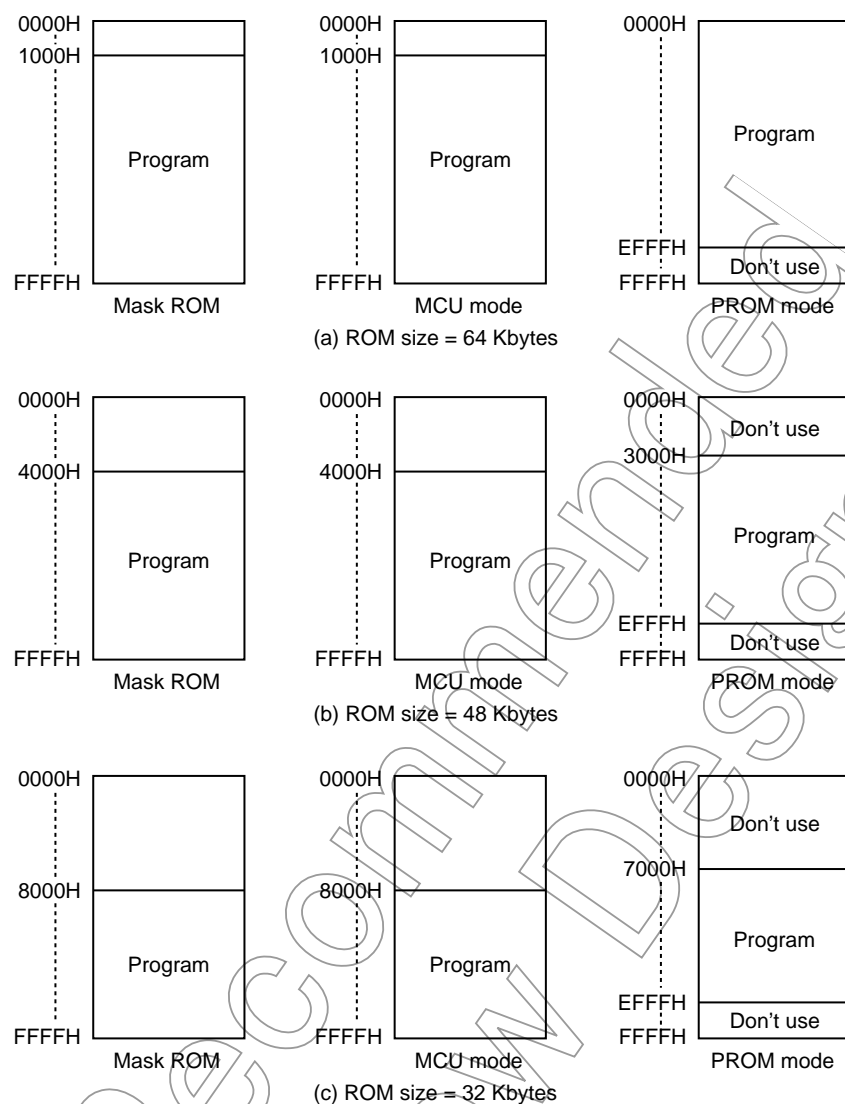 0000H 0000H 0000H
1000H 1000H
Program Program Program
EFFFH
Don't use
FFFFH FFFFH FFFFH
Mask ROM MCU mode PROM mode
(a) ROM size = 64 Kbytes
0000H 0000H 0000H
Don't use
3000H
4000H 4000H
Program Program Program
EFFFH
Don't use
FFFFH FFFFH FFFFH
Mask ROM MCU mode PROM mode
(b) ROM size = 48 Kbytes
0000H 0000H 0000H
Don't use
7000H
8000H 8000H
Program Program Program
EFFFH
Don't use
FFFFH FFFFH FFFFH
Mask ROM MCU mode PROM mode
(c) ROM size = 32 Kbytes
Recommended
w Design